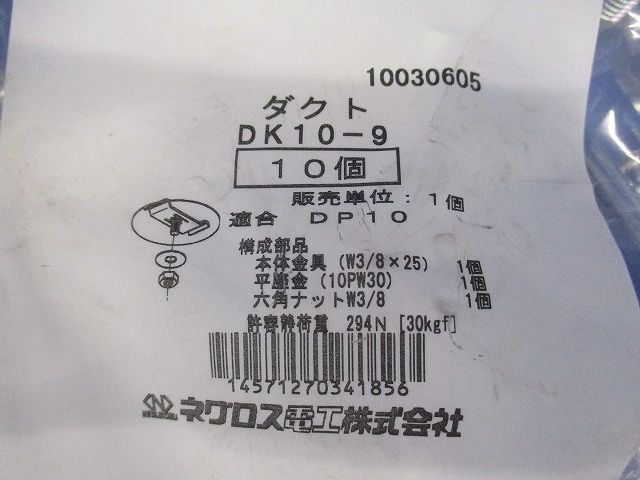 10030605
ダクト
DK10-9
10個
販売単位：1個
適合 DP10
構成部品
本体金具（W3/8×25） 1個
平座金（10PW30） 1個
六角ナットW3/8 1個
許容静荷重 294N［30kgf］
14571270341856
ネグロス電工株式会社